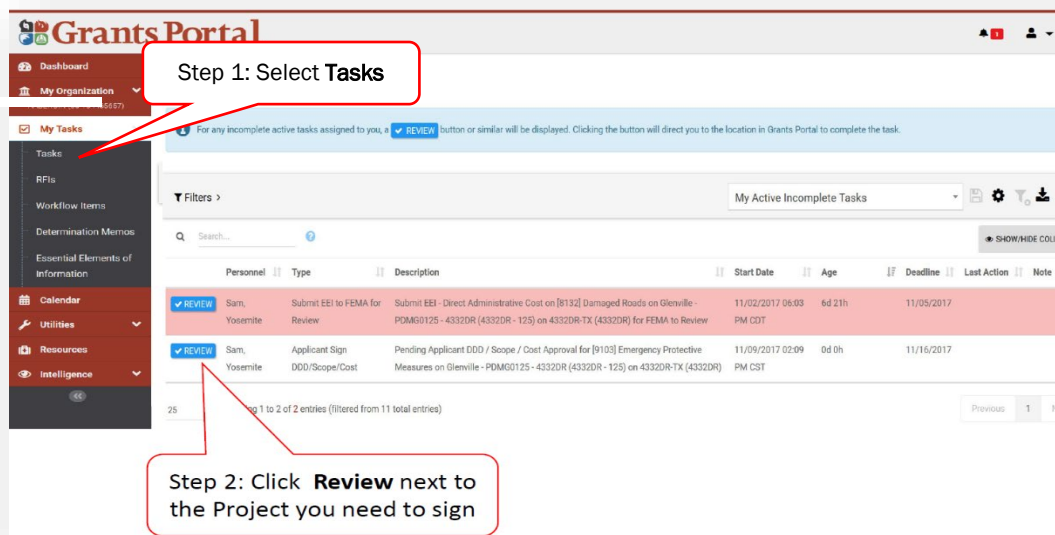 Grants Portal
1
Step 1: Select Tasks
Dashboard
My Organization
My Tasks
Tasks
RFIs
Workflow Items
Determination Memos
Essential Elements of
Information
Calendar
Utilities
Resources
Intelligence
For any incomplete active tasks assigned to you, a REVIEW button or similar will be displayed. Clicking the button will direct you to the location in Grants Portal to complete the task.
Filters >
My Active Incomplete Tasks
Search...
SHOW/HIDE COL
Personnel Type Description Start Date Age Deadline Last Action Note
REVIEW Sam, Submit EEI to FEMA for Submit EEI - Direct Administrative Cost on [8132] Damaged Roads on Glenville - 11/02/2017 06:03 6d 21h 11/05/2017
Yosemite Review PDMG0125 - 4332DR (4332DR - 125) on 4332DR-TX (4332DR) for FEMA to Review PM CDT
REVIEW Sam, Applicant Sign Pending Applicant DDD / Scope / Cost Approval for [9103] Emergency Protective 11/09/2017 02:09 0d 0h 11/16/2017
Yosemite DDD/Scope/Cost Measures on Glenville - PDMG0125 - 4332DR (4332DR - 125) on 4332DR-TX (4332DR) PM CST
25 1 to 2 of 2 entries (filtered from 11 total entries) Previous 1
Step 2: Click Review next to
the Project you need to sign